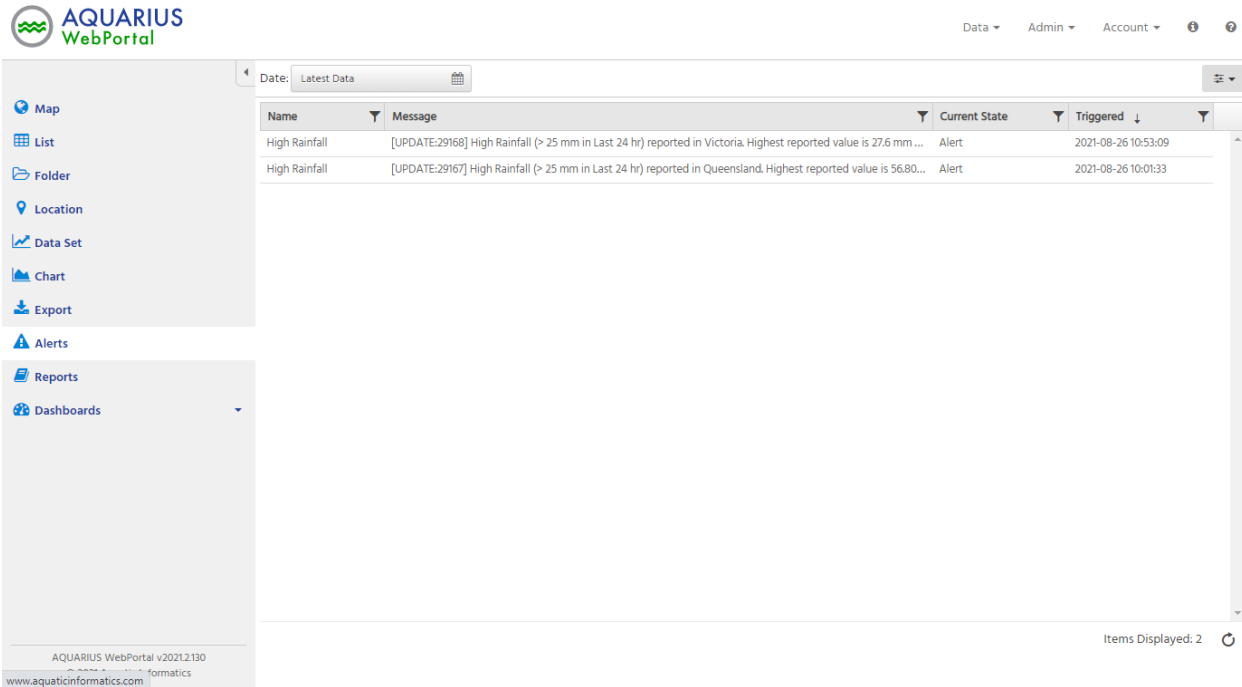 AQUARIUS
WebPortal
Data Admin Account
Date: Latest Data
Map
List
Folder
Location
Data Set
Chart
Export
Alerts
Reports
Dashboards
Name Message Current State Triggered
High Rainfall [UPDATE:29168] High Rainfall (> 25 mm in Last 24 hr) reported in Victoria. Highest reported value is 27.6 mm ... Alert 2021-08-26 10:53:09
High Rainfall [UPDATE:29167] High Rainfall (> 25 mm in Last 24 hr) reported in Queensland. Highest reported value is 56.80... Alert 2021-08-26 10:01:33
Items Displayed: 2
AQUARIUS WebPortal v2021.2.130
© 2021
www.aquaticinformatics.com